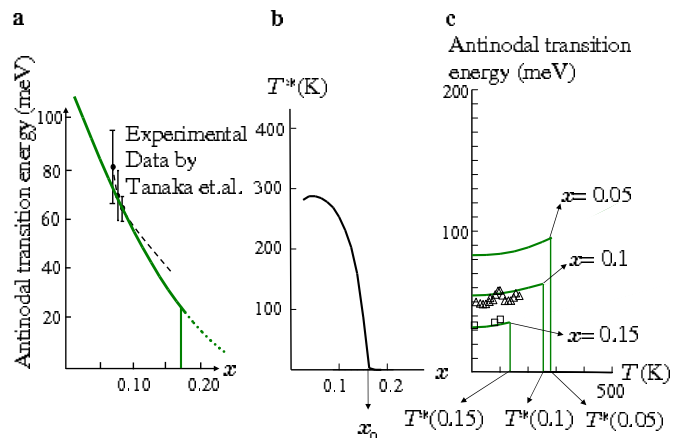 a
Antinodal transition energy (meV)
100
80
60
40
20
0.10
0.20
x
Experimental
Data by
Tanaka et.al.
b
T*(K)
400
300
200
100
0.1
0.2
x
x₀
c
Antinodal transition
energy (meV)
200
100
x= 0.05
x= 0.1
x= 0.15
500
T(K)
T*(0.15)
T*(0.1)
T*(0.05)